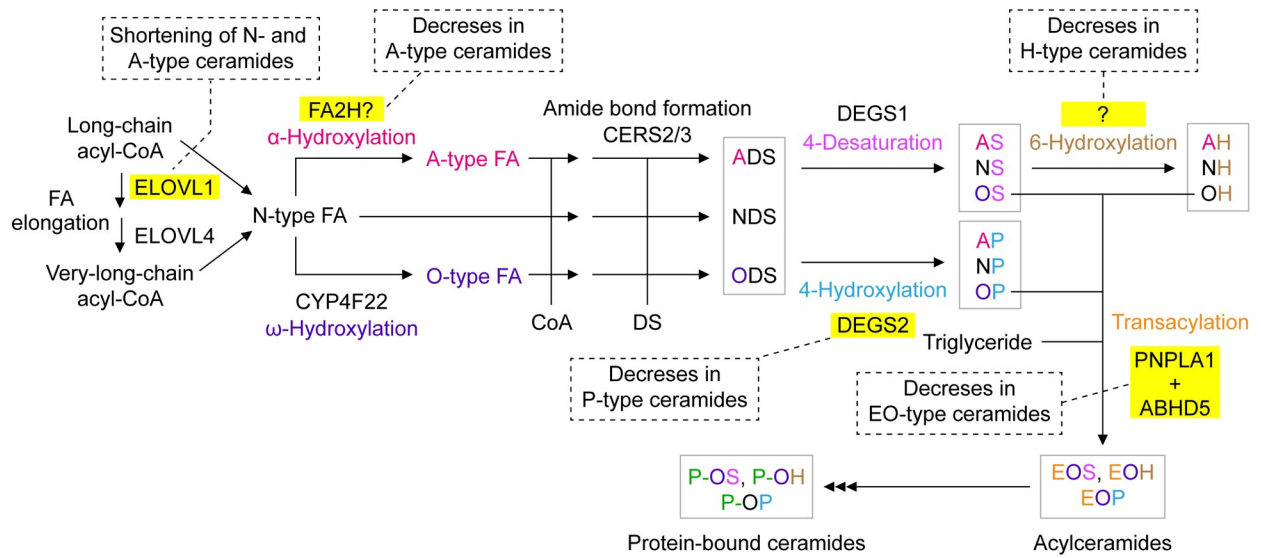 Shortening of N- and
A-type ceramides
Decreses in
A-type ceramides
Decreses in
H-type ceramides
Long-chain
acyl-CoA
FA
elongation
ELOVL1
ELOVL4
Very-long-chain
acyl-CoA
N-type FA
FA2H?
α-Hydroxylation
A-type FA
O-type FA
CYP4F22
ω-Hydroxylation
Amide bond formation
CERS2/3
CoA
DS
ADS
NDS
ODS
DEGS1
4-Desaturation
AS
NS
OS
?
6-Hydroxylation
AH
NH
OH
4-Hydroxylation
DEGS2
AP
NP
OP
Decreses in
P-type ceramides
Triglyceride
Transacylation
PNPLA1
+
ABHD5
Decreses in
EO-type ceramides
EOS, EOH
EOP
Acylceramides
P-OS, P-OH
P-OP
Protein-bound ceramides